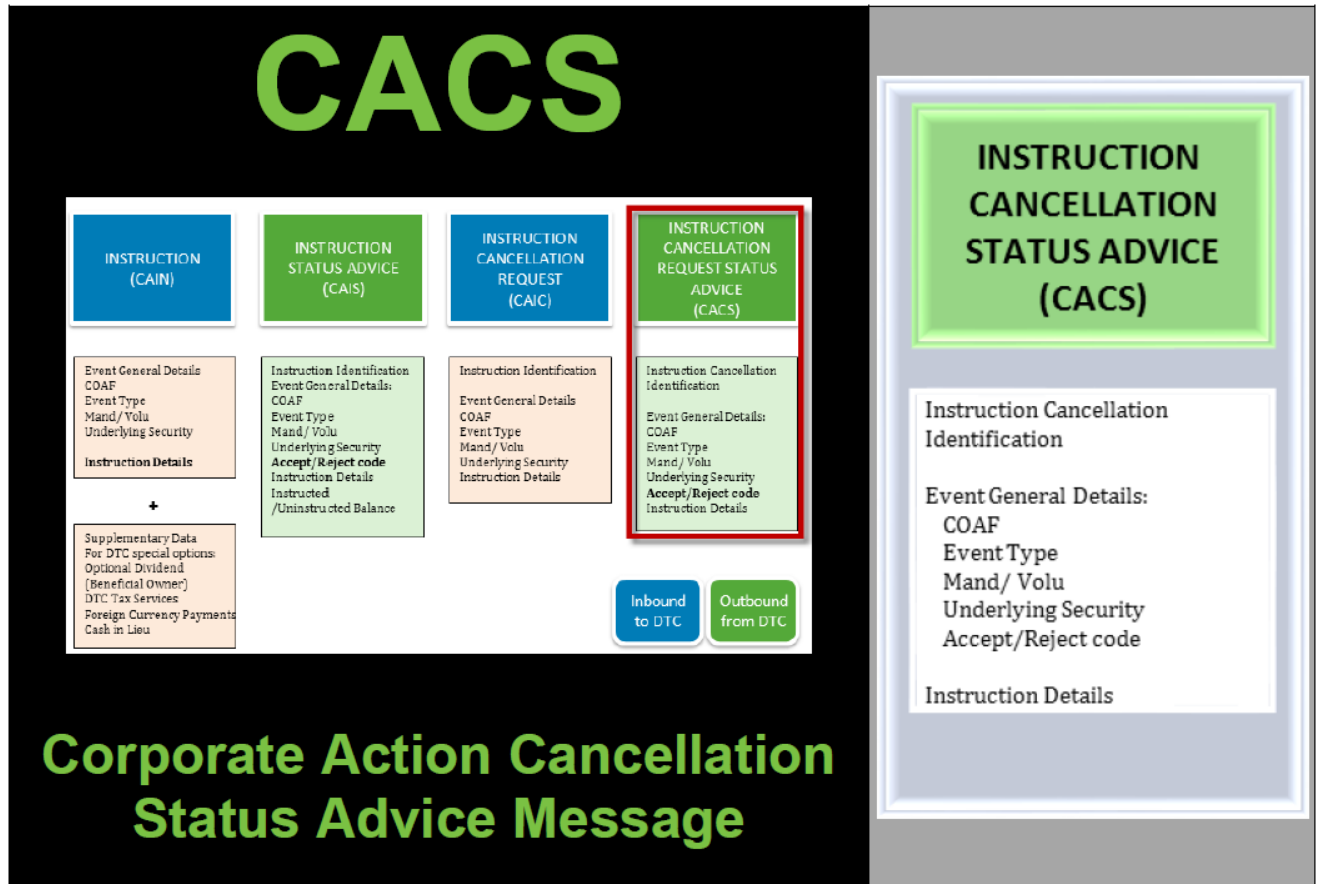 CACS
INSTRUCTION
(CAIN)
INSTRUCTION
STATUS ADVICE
(CAIS)
INSTRUCTION
CANCELLATION
REQUEST
(CAIC)
INSTRUCTION
CANCELLATION
REQUEST STATUS
ADVICE
(CACS)
Event General Details
COAF
Event Type
Mand/ Volu
Underlying Security
Instruction Details
+
Supplementary Data
For DTC special options:
Optional Dividend
(Beneficial Owner)
DTC Tax Services
Foreign Currency Payments
Cash in Lieu
Instruction Identification
Event General Details:
COAF
Event Type
Mand/ Volu
Underlying Security
Accept/Reject code
Instruction Details
Instructed
/Uninstructed Balance
Instruction Identification
Event General Details
COAF
Event Type
Mand/ Volu
Underlying Security
Instruction Details
Instruction Cancellation
Identification
Event General Details:
COAF
Event Type
Mand/ Volu
Underlying Security
Accept/Reject code
Instruction Details
Inbound
to DTC
Outbound
from DTC
Corporate Action Cancellation
Status Advice Message
INSTRUCTION
CANCELLATION
STATUS ADVICE
(CACS)
Instruction Cancellation
Identification
Event General Details:
COAF
Event Type
Mand/ Volu
Underlying Security
Accept/Reject code
Instruction Details